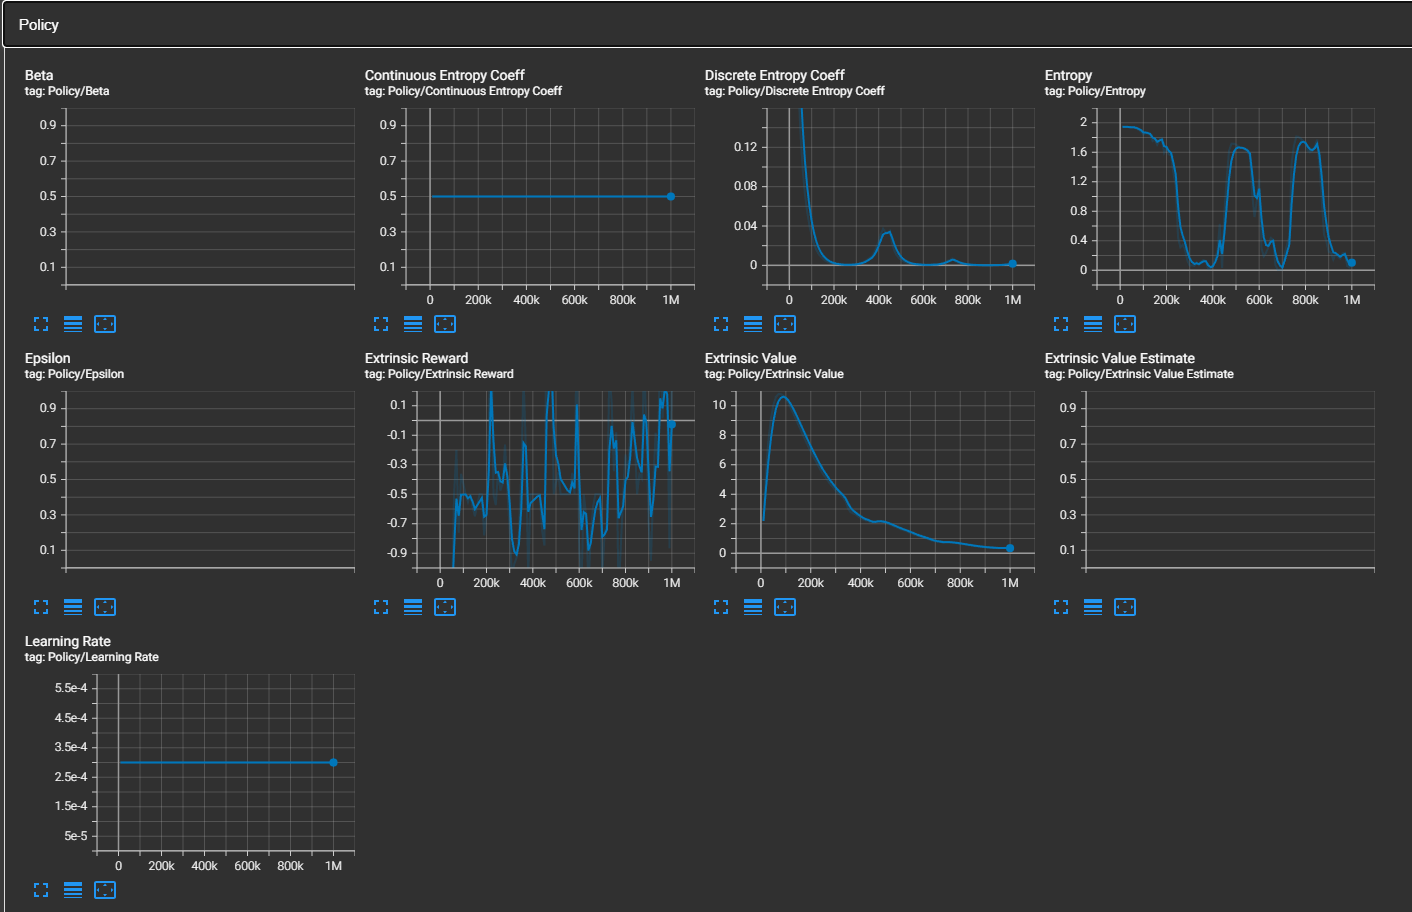 Policy
Beta
tag: Policy/Beta
0.9
0.7
0.5
0.3
0.1
Continuous Entropy Coeff
tag: Policy/Continuous Entropy Coeff
0.9
0.7
0.5
0.3
0.1
0 200k 400k 600k 800k 1M
Discrete Entropy Coeff
tag: Policy/Discrete Entropy Coeff
0.12
0.08
0.04
0
0 200k 400k 600k 800k 1M
Entropy
tag: Policy/Entropy
2
1.6
1.2
0.8
0.4
0
0 200k 400k 600k 800k 1M
Epsilon
tag: Policy/Epsilon
0.9
0.7
0.5
0.3
0.1
Extrinsic Reward
tag: Policy/Extrinsic Reward
0.1
-0.1
-0.3
-0.5
-0.7
-0.9
0 200k 400k 600k 800k 1M
Extrinsic Value
tag: Policy/Extrinsic Value
10
8
6
4
2
0
0 200k 400k 600k 800k 1M
Extrinsic Value Estimate
tag: Policy/Extrinsic Value Estimate
0.9
0.7
0.5
0.3
0.1
Learning Rate
tag: Policy/Learning Rate
5.5e-4
4.5e-4
3.5e-4
2.5e-4
1.5e-4
5e-5
0 200k 400k 600k 800k 1M